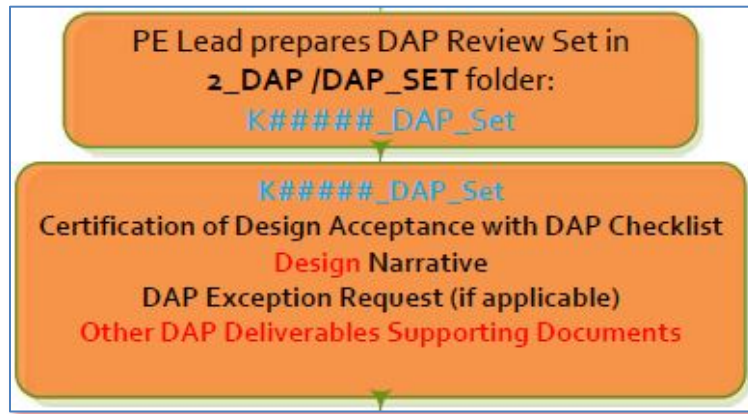 PE Lead prepares DAP Review Set in
2_DAP /DAP_SET folder:
K#####_DAP_Set
K#####_DAP_Set
Certification of Design Acceptance with DAP Checklist
Design Narrative
DAP Exception Request (if applicable)
Other DAP Deliverables Supporting Documents